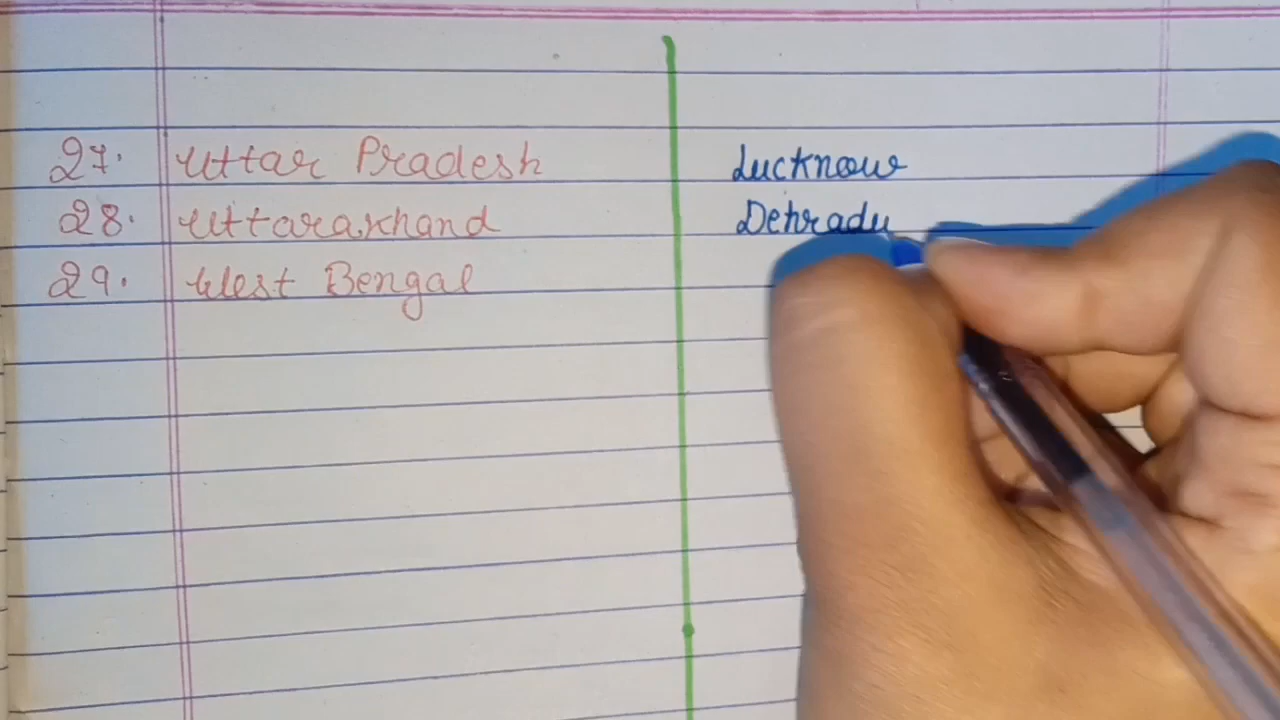 27. Uttar Pradesh Lucknow
28. Uttarakhand Dehradu
29. West Bengal